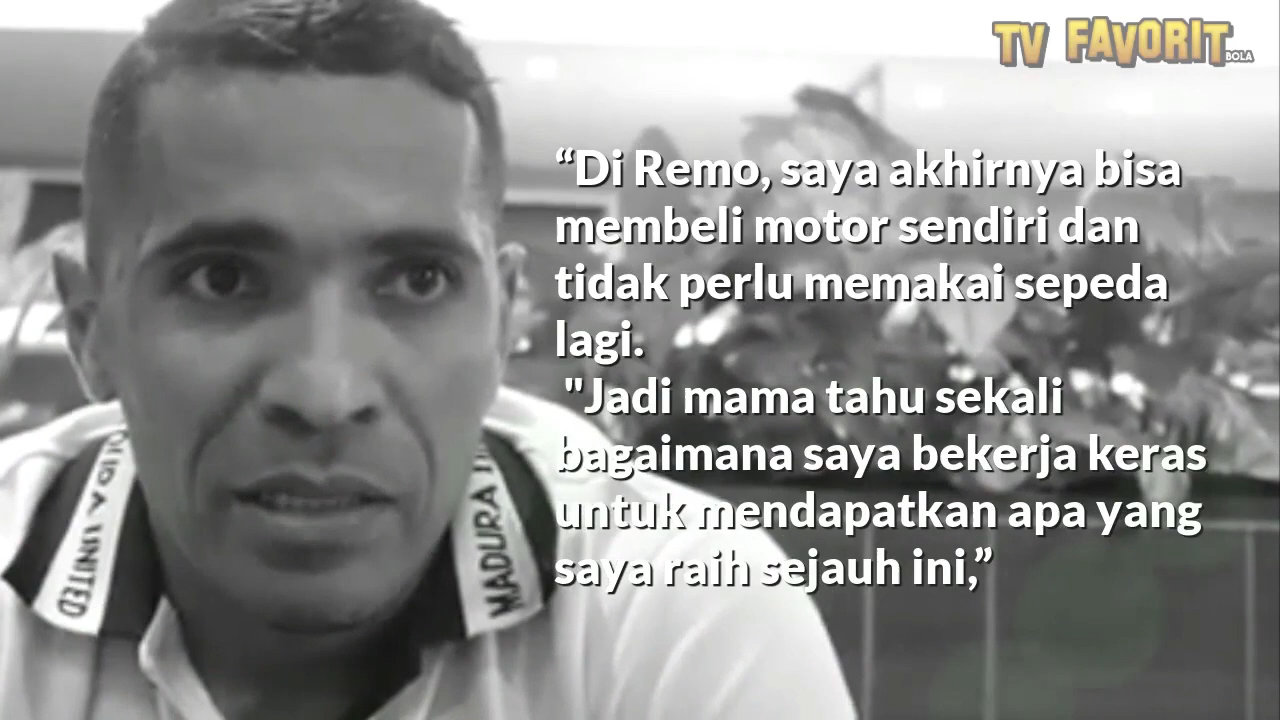 TV FAVORIT
BOLA
“Di Remo, saya akhirnya bisa
membeli motor sendiri dan
tidak perlu memakai sepeda
lagi.
"Jadi mama tahu sekali
bagaimana saya bekerja keras
untuk mendapatkan apa yang
saya raih sejauh ini,”
UNITED
MADURA